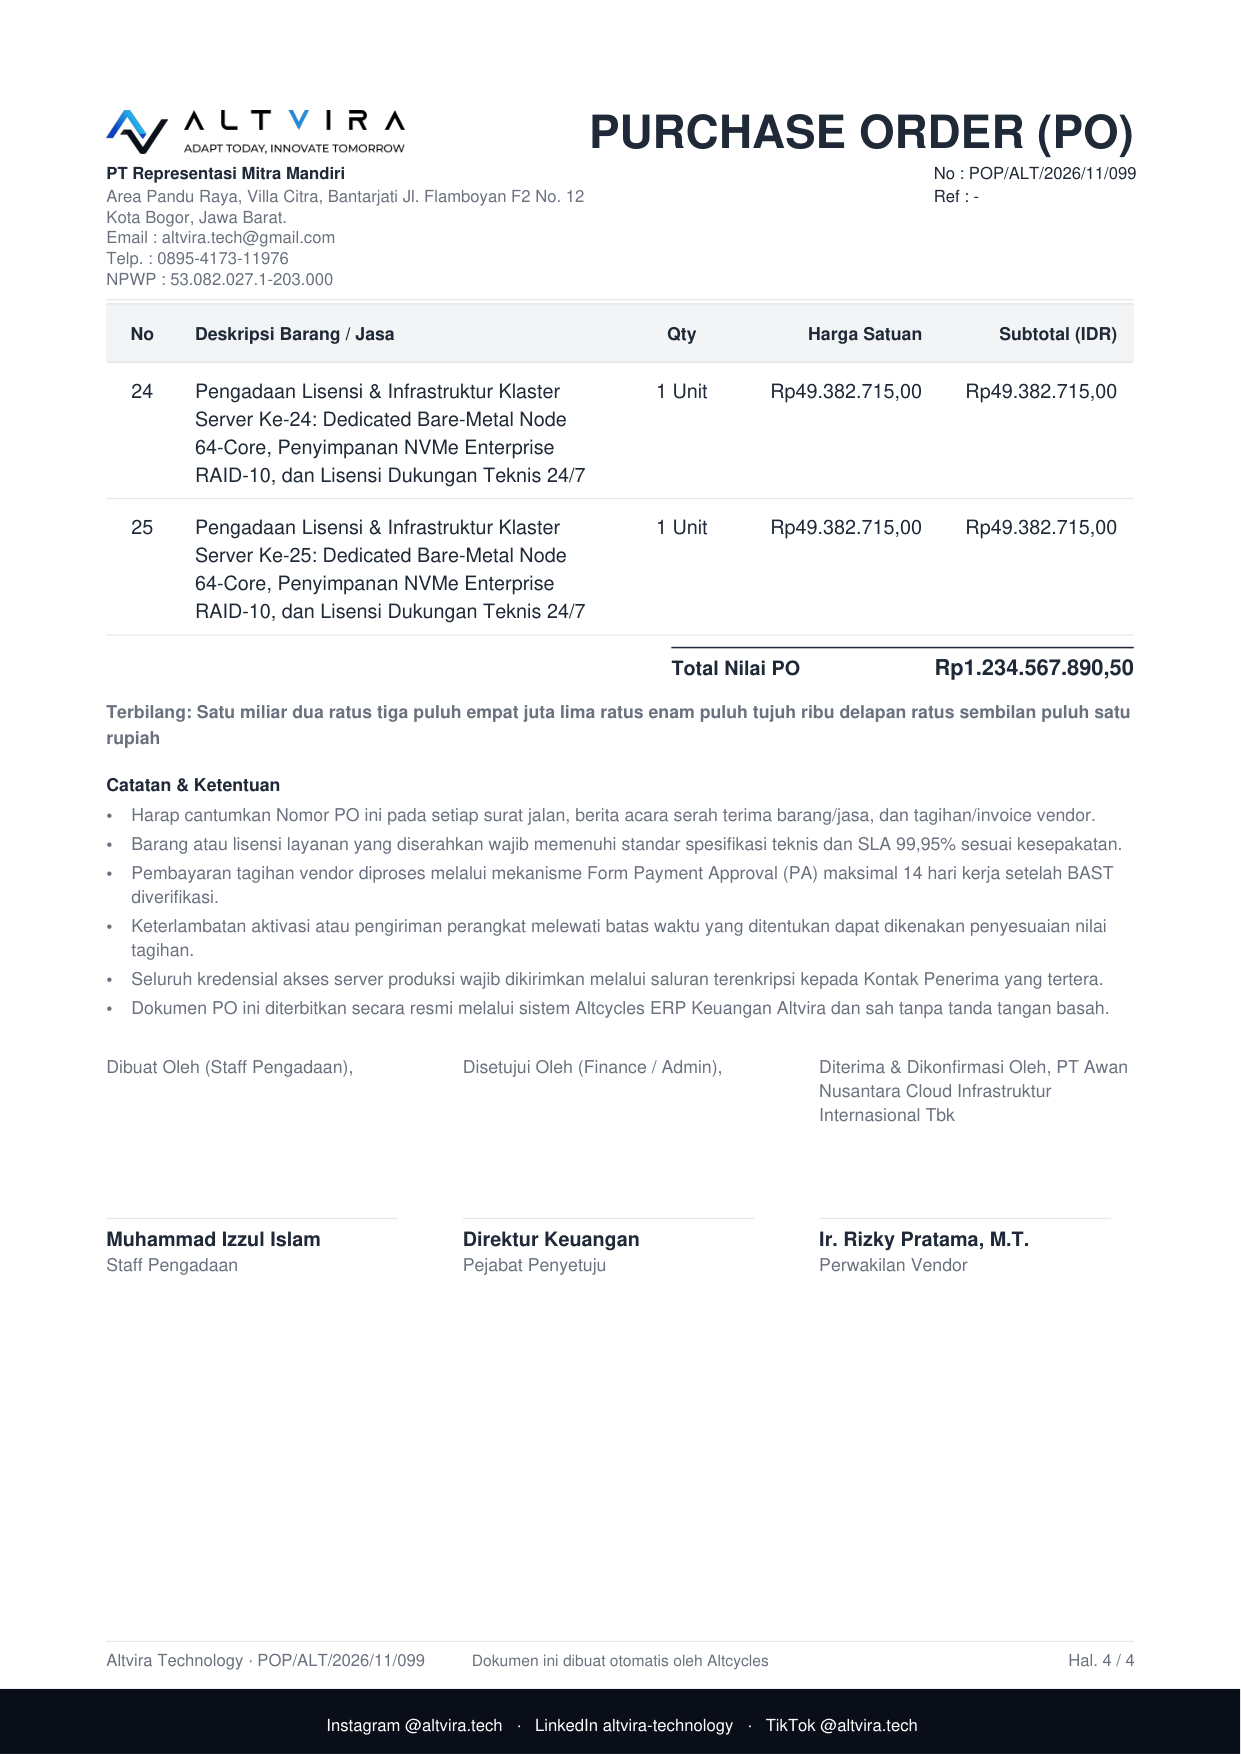 ALTVIRA
ADAPT TODAY, INNOVATE TOMORROW
PURCHASE ORDER (PO)
PT Representasi Mitra Mandiri
Area Pandu Raya, Villa Citra, Bantarjati Jl. Flamboyan F2 No. 12
Kota Bogor, Jawa Barat.
Email : altvira.tech@gmail.com
Telp. : 0895-4173-11976
NPWP : 53.082.027.1-203.000
No : POP/ALT/2026/11/099
Ref : -
No Deskripsi Barang / Jasa Qty Harga Satuan Subtotal (IDR)
24 Pengadaan Lisensi & Infrastruktur Klaster 1 Unit Rp49.382.715,00 Rp49.382.715,00
Server Ke-24: Dedicated Bare-Metal Node
64-Core, Penyimpanan NVMe Enterprise
RAID-10, dan Lisensi Dukungan Teknis 24/7
25 Pengadaan Lisensi & Infrastruktur Klaster 1 Unit Rp49.382.715,00 Rp49.382.715,00
Server Ke-25: Dedicated Bare-Metal Node
64-Core, Penyimpanan NVMe Enterprise
RAID-10, dan Lisensi Dukungan Teknis 24/7
Total Nilai PO Rp1.234.567.890,50
Terbilang: Satu miliar dua ratus tiga puluh empat juta lima ratus enam puluh tujuh ribu delapan ratus sembilan puluh satu
rupiah
Catatan & Ketentuan
• Harap cantumkan Nomor PO ini pada setiap surat jalan, berita acara serah terima barang/jasa, dan tagihan/invoice vendor.
• Barang atau lisensi layanan yang diserahkan wajib memenuhi standar spesifikasi teknis dan SLA 99,95% sesuai kesepakatan.
• Pembayaran tagihan vendor diproses melalui mekanisme Form Payment Approval (PA) maksimal 14 hari kerja setelah BAST
diverifikasi.
• Keterlambatan aktivasi atau pengiriman perangkat melewati batas waktu yang ditentukan dapat dikenakan penyesuaian nilai
tagihan.
• Seluruh kredensial akses server produksi wajib dikirimkan melalui saluran terenkripsi kepada Kontak Penerima yang tertera.
• Dokumen PO ini diterbitkan secara resmi melalui sistem Altcycles ERP Keuangan Altvira dan sah tanpa tanda tangan basah.
Dibuat Oleh (Staff Pengadaan), Disetujui Oleh (Finance / Admin), Diterima & Dikonfirmasi Oleh, PT Awan
Nusantara Cloud Infrastruktur
Internasional Tbk
Muhammad Izzul Islam Direktur Keuangan Ir. Rizky Pratama, M.T.
Staff Pengadaan Pejabat Penyetuju Perwakilan Vendor
Altvira Technology · POP/ALT/2026/11/099 Dokumen ini dibuat otomatis oleh Altcycles Hal. 4 / 4
Instagram @altvira.tech · LinkedIn altvira-technology · TikTok @altvira.tech